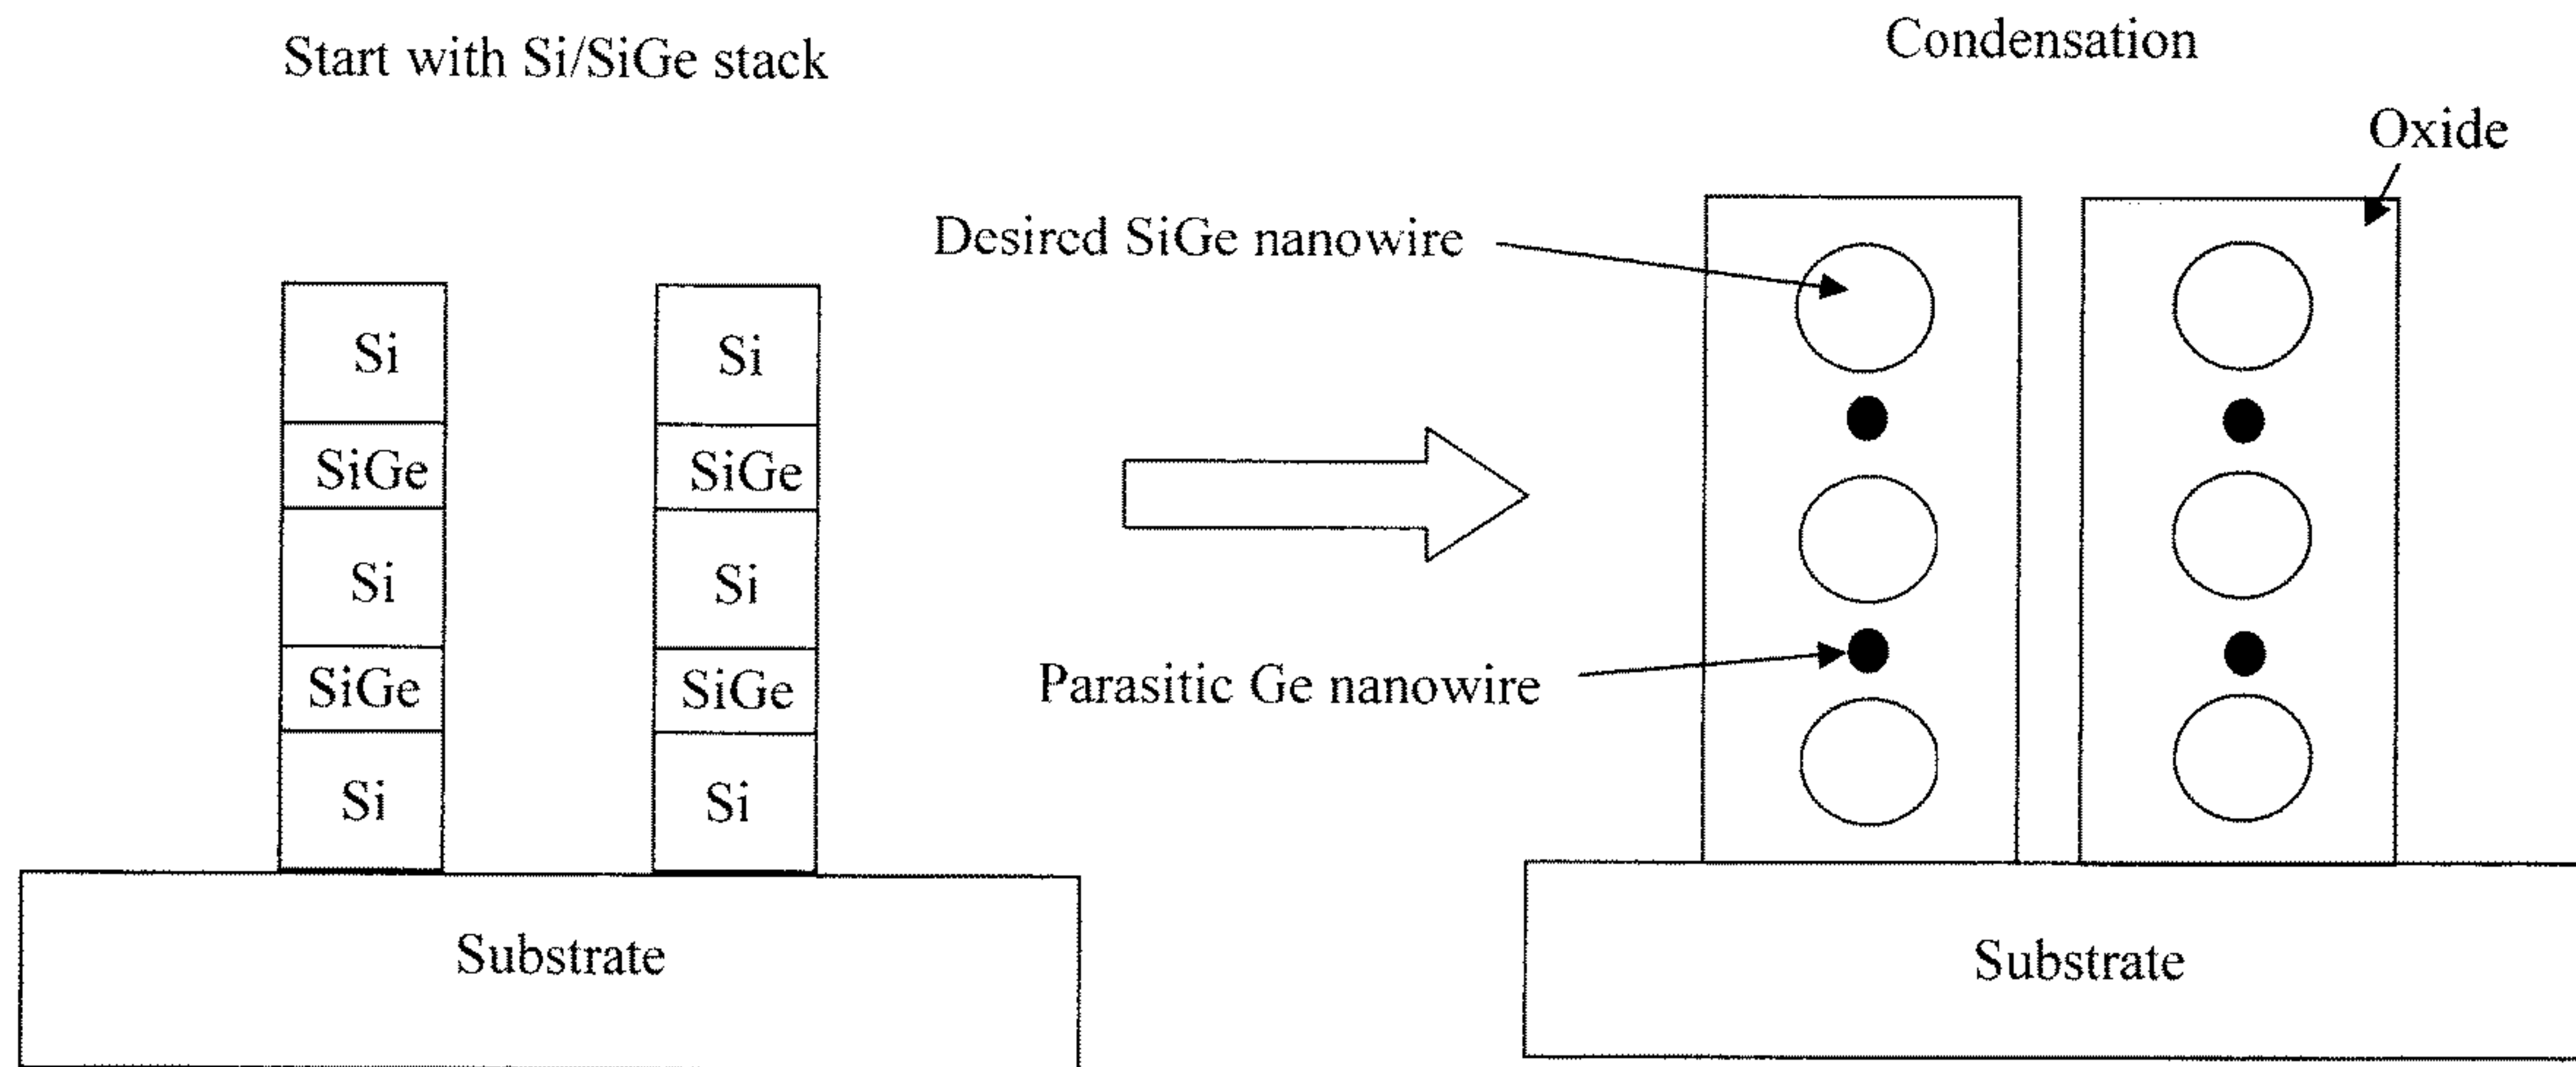 Start with Si/SiGe stack
Condensation
Oxide
Desired SiGe nanowire
Si
Si
SiGe
SiGe
Si
Si
Parasitic Ge nanowire
SiGe
SiGe
Si
Si
Substrate
Substrate